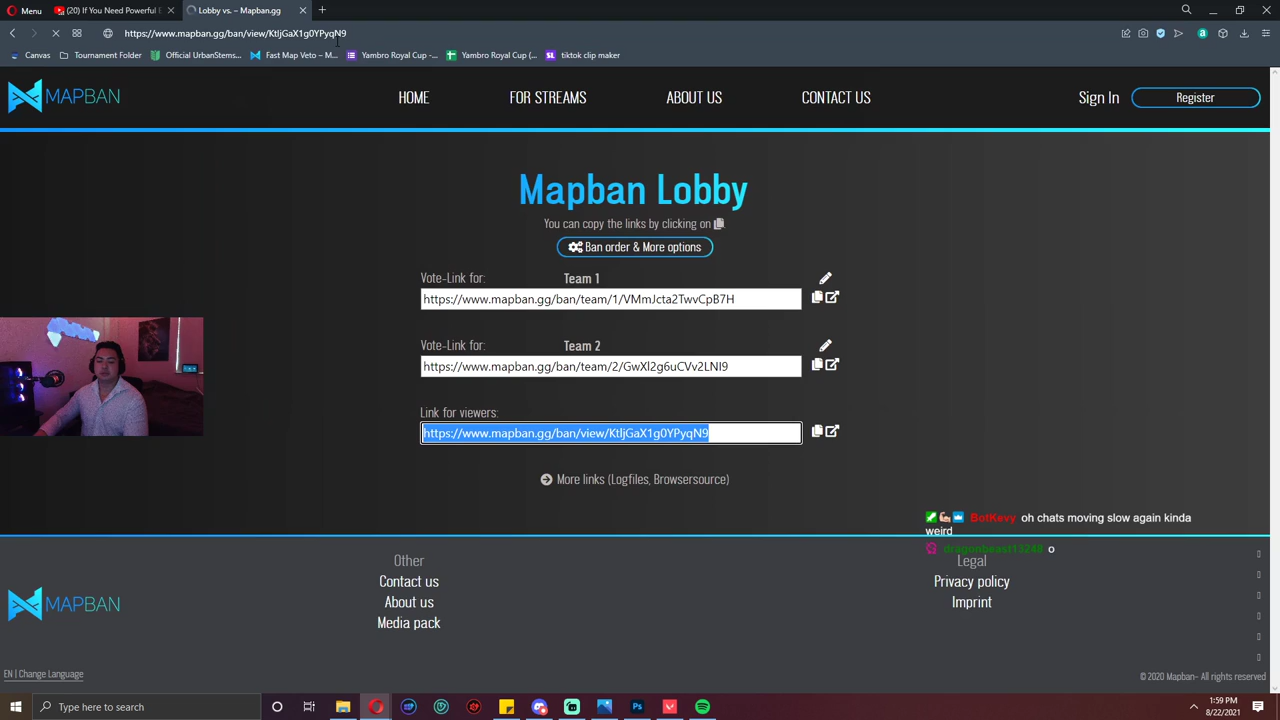 Menu
(20) If You Need Powerful B
Lobby vs. – Mapban.gg
https://www.mapban.gg/ban/view/KtljGaX1g0YPyqN9
Canvas
Tournament Folder
Official UrbanStems...
Fast Map Veto – M...
Yambro Royal Cup -...
Yambro Royal Cup (...
tiktok clip maker
MAPBAN
HOME
FOR STREAMS
ABOUT US
CONTACT US
Sign In
Register
Mapban Lobby
You can copy the links by clicking on
Ban order & More options
Vote-Link for: Team 1
https://www.mapban.gg/ban/team/1/VMmJcta2TwvCpB7H
Vote-Link for: Team 2
https://www.mapban.gg/ban/team/2/GwXl2g6uCVv2LNI9
Link for viewers:
https://www.mapban.gg/ban/view/KtljGaX1g0YPyqN9
More links (Logfiles, Browsersource)
BotKevy oh chats moving slow again kinda
weird
dragonbeast13248 o
Other
Contact us
About us
Media pack
Legal
Privacy policy
Imprint
MAPBAN
EN | Change Language
© 2020 Mapban- All rights reserved
Type here to search
1:59 PM
8/22/2021